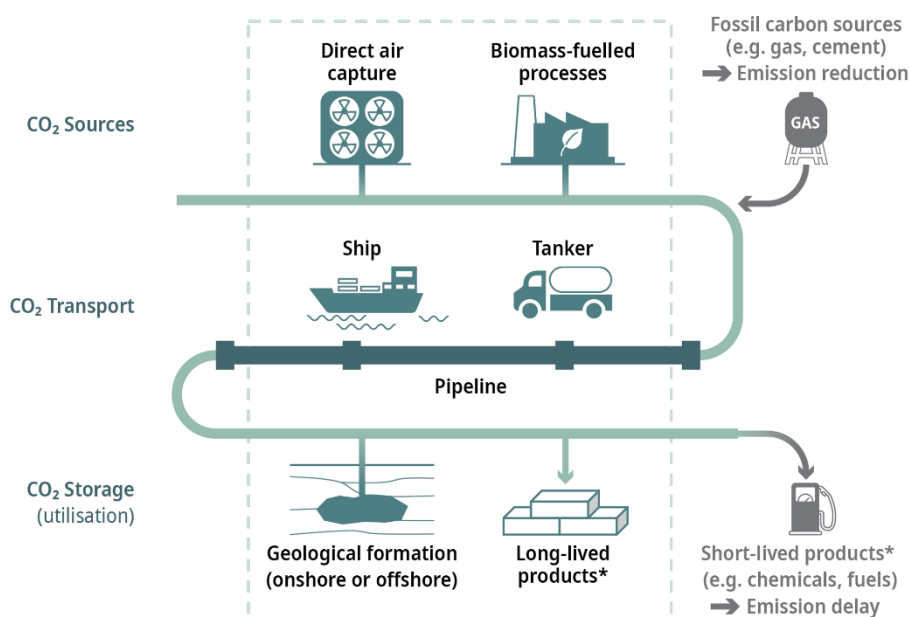 Fossil carbon sources
(e.g. gas, cement)
→ Emission reduction
Direct air
capture
Biomass-fuelled
processes
CO₂ Sources
GAS
Ship
Tanker
CO₂ Transport
Pipeline
CO₂ Storage
(utilisation)
Geological formation
(onshore or offshore)
Long-lived
products*
Short-lived products*
(e.g. chemicals, fuels)
→ Emission delay